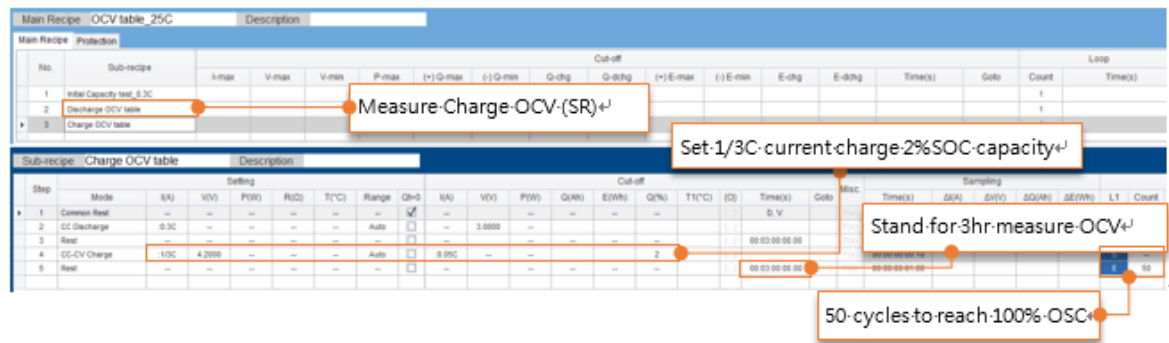 Main Recipe OCV table_25C Description
Main Recipe Protection
No. Sub-recipe Cut-off Loop
I-max V-max V-min P-max (+) Q-max (-) Q-min Q-chg Q-dchg (+) E-max (-) E-min E-chg E-dchg Time(s) Goto Count Time(s)
1 Initial Capacity test_0.3C 1
2 Discharge OCV table 1
3 Charge OCV table
Measure·Charge·OCV·(SR)↵
Set·1/3C·current·charge·2%SOC·capacity↵
Sub-recipe Charge OCV table Description
Step Setting Cut-off Misc. Sampling
Mode I(A) V(V) P(W) R(Ω) T(°C) Range Qh=0 I(A) V(V) P(W) Q(Ah) E(Wh) Q(%) T1(°C) Time(s) Goto Time(s) ΔI(A) ΔV(V) ΔQ(Ah) ΔE(Wh) L1 Count
1 Common Rest -- -- -- -- -- -- -- -- -- -- -- -- D. V.
2 CC Discharge :0.3C -- -- -- -- Auto -- 3.0000 -- -- -- --
3 Rest -- -- -- -- -- -- -- -- -- -- -- -- 00:03:00:00.00
4 CC-CV Charge :1/3C 4.2000 -- -- -- Auto :0.05C -- -- 2
5 Rest -- -- -- -- -- -- -- -- -- -- -- -- 00:03:00:00.00 00:00:00:01.00 E 50
Stand·for·3hr·measure·OCV↵
50·cycles·to·reach·100%·OSC↵